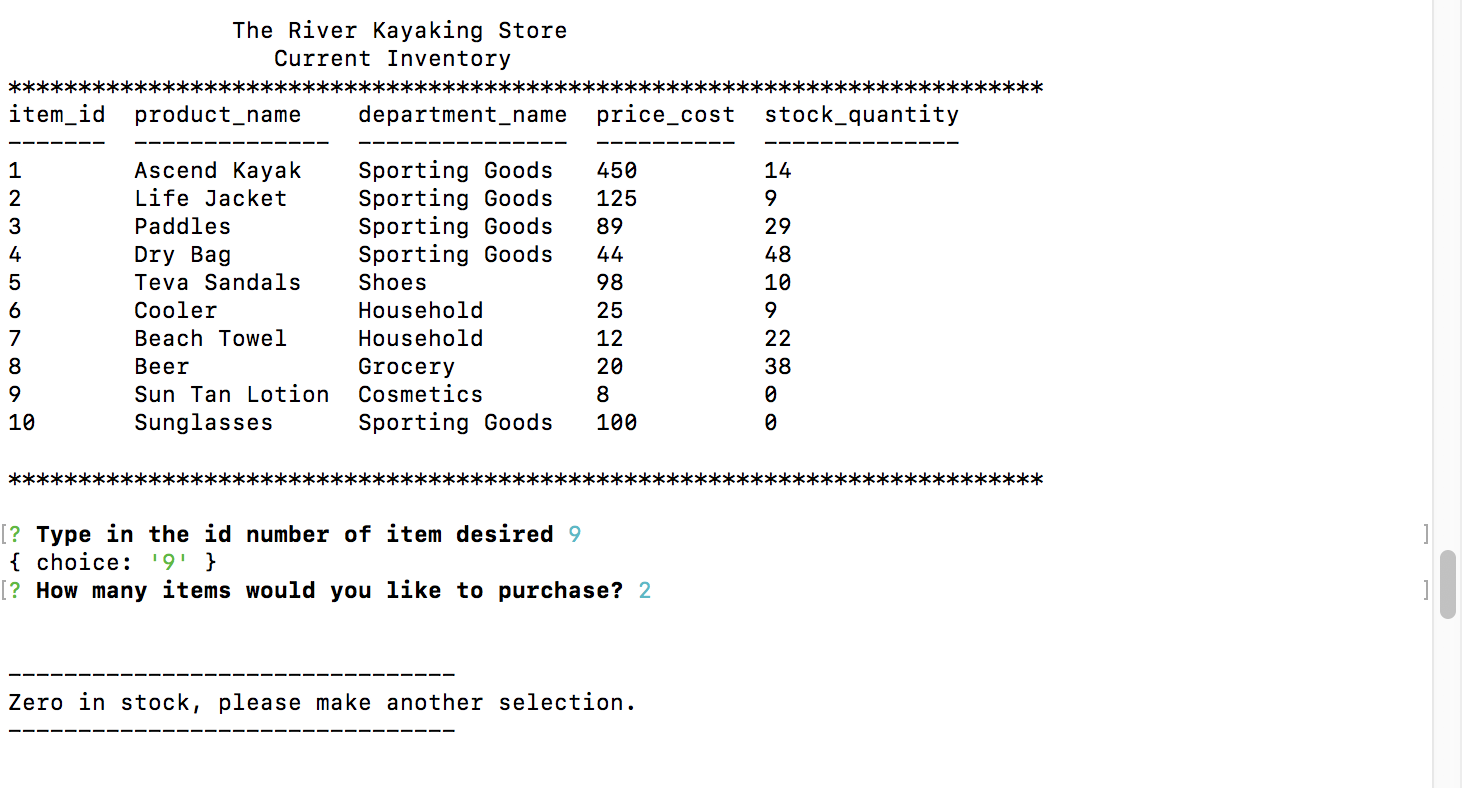 The River Kayaking Store
Current Inventory
**************************************************************************
item_id  product_name    department_name  price_cost  stock_quantity
-------  --------------  ---------------  ----------  --------------
1        Ascend Kayak    Sporting Goods   450         14
2        Life Jacket     Sporting Goods   125         9
3        Paddles         Sporting Goods   89          29
4        Dry Bag         Sporting Goods   44          48
5        Teva Sandals    Shoes            98          10
6        Cooler          Household        25          9
7        Beach Towel     Household        12          22
8        Beer            Grocery          20          38
9        Sun Tan Lotion  Cosmetics        8           0
10       Sunglasses      Sporting Goods   100         0
**************************************************************************
[? Type in the id number of item desired 9 ]
{ choice: '9' }
[? How many items would you like to purchase? 2 ]
--------------------------------
Zero in stock, please make another selection.
--------------------------------